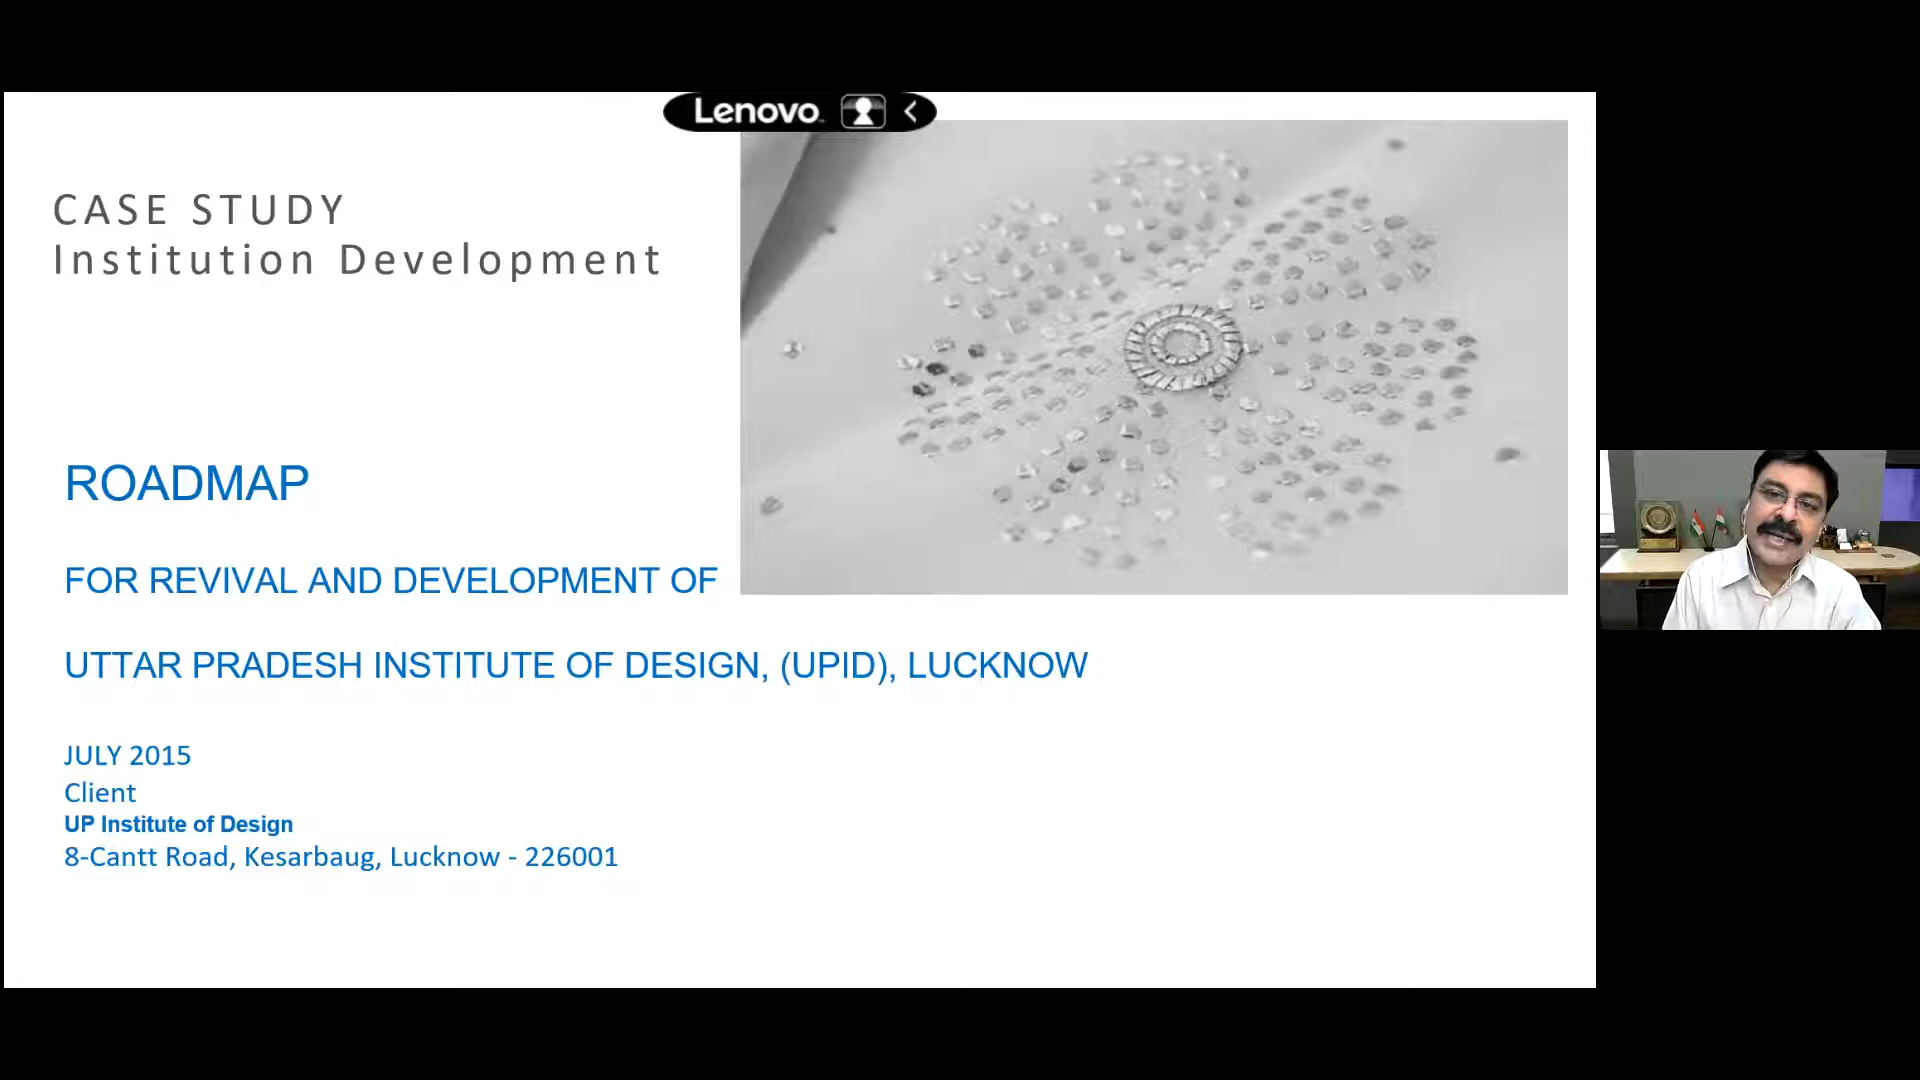 Lenovo
CASE STUDY
Institution Development
ROADMAP
FOR REVIVAL AND DEVELOPMENT OF
UTTAR PRADESH INSTITUTE OF DESIGN, (UPID), LUCKNOW
JULY 2015
Client
UP Institute of Design
8-Cantt Road, Kesarbaug, Lucknow - 226001